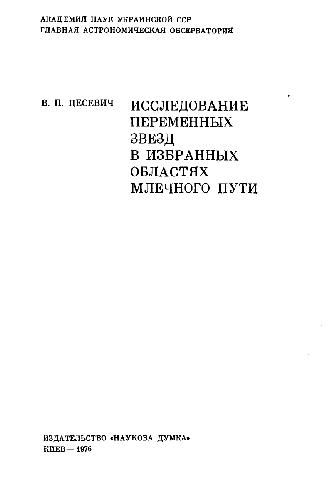 АКАДЕМИЯ НАУК УКРАИНСКОЙ ССР
ГЛАВНАЯ АСТРОНОМИЧЕСКАЯ ОБСЕРВАТОРИЯ
В. П. ЦЕСЕВИЧ
ИССЛЕДОВАНИЕ
ПЕРЕМЕННЫХ
ЗВЕЗД
В ИЗБРАННЫХ
ОБЛАСТЯХ
МЛЕЧНОГО ПУТИ
ИЗДАТЕЛЬСТВО «НАУКОВА ДУМКА»
КИЕВ — 1976